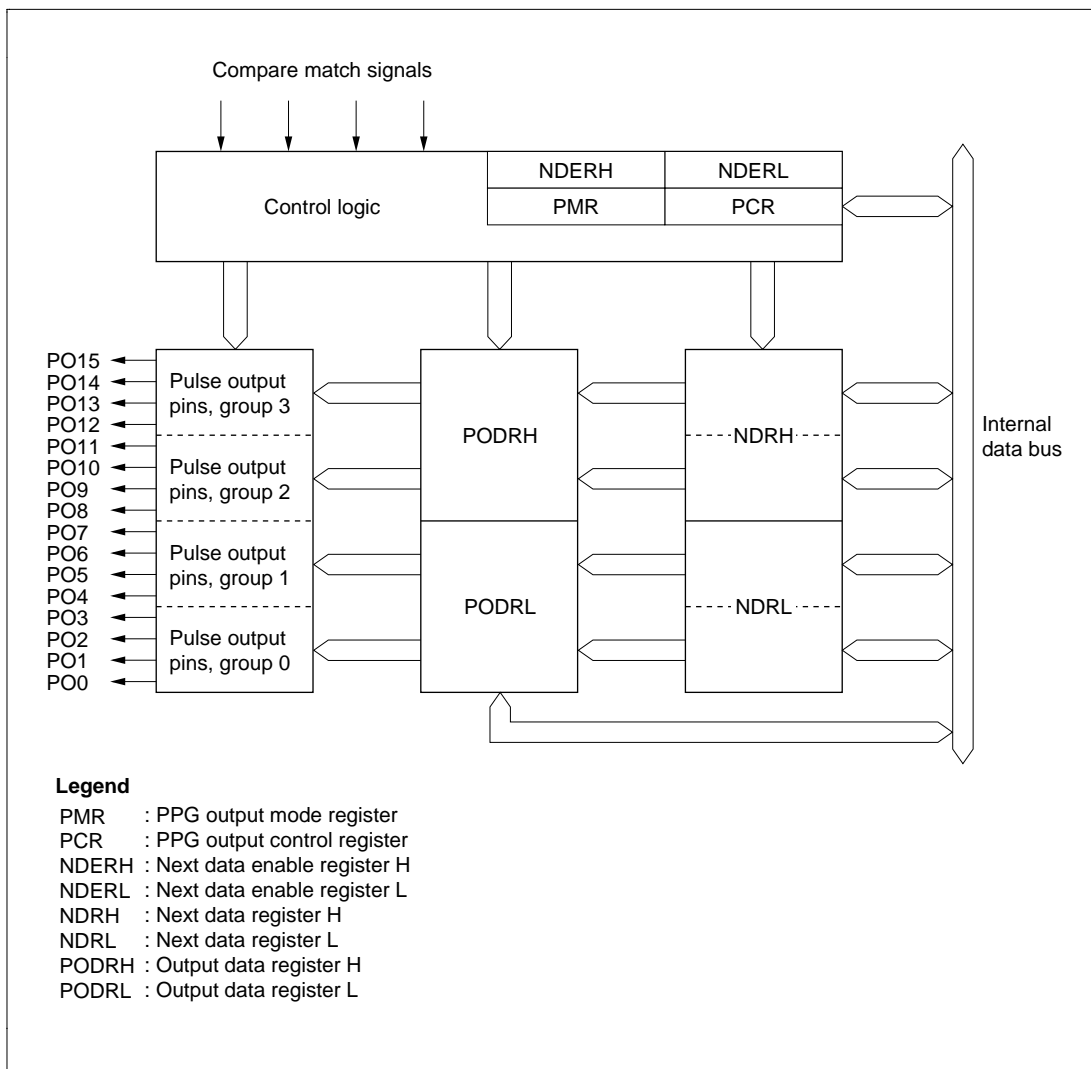 Compare match signals
NDERH
NDERL
Control logic
PMR
PCR
PO15
PO14
PO13
PO12
PO11
PO10
PO9
PO8
PO7
PO6
PO5
PO4
PO3
PO2
PO1
PO0
Pulse output
pins, group 3
Pulse output
pins, group 2
Pulse output
pins, group 1
Pulse output
pins, group 0
PODRH
PODRL
NDRH
NDRL
Internal
data bus
Legend
PMR : PPG output mode register
PCR : PPG output control register
NDERH : Next data enable register H
NDERL : Next data enable register L
NDRH : Next data register H
NDRL : Next data register L
PODRH : Output data register H
PODRL : Output data register L